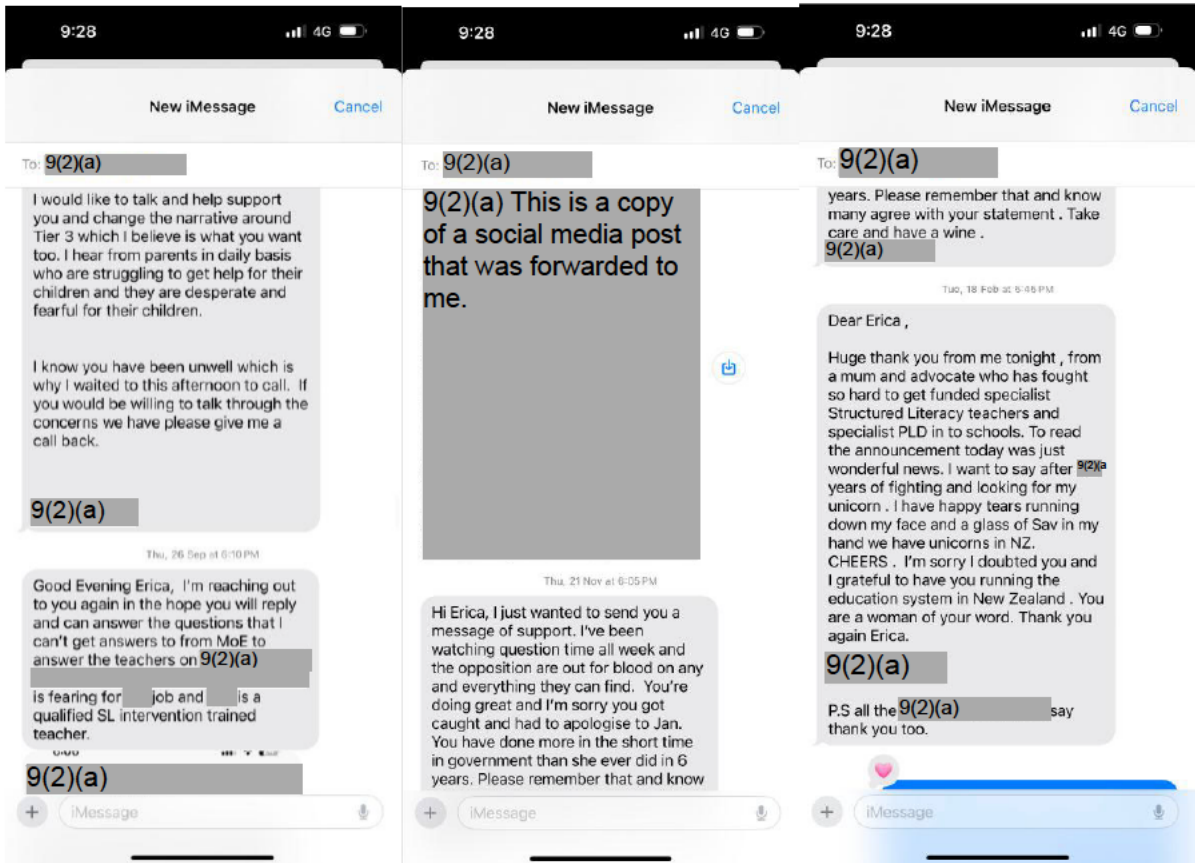 9:28
4G
New iMessage
Cancel
To: 9(2)(a)
I would like to talk and help support
you and change the narrative around
Tier 3 which I believe is what you want
too. I hear from parents in daily basis
who are struggling to get help for their
children and they are desperate and
fearful for their children.
I know you have been unwell which is
why I waited to this afternoon to call. If
you would be willing to talk through the
concerns we have please give me a
call back.
9(2)(a)
Thu, 26 Sep at 6:10 PM
Good Evening Erica, I'm reaching out
to you again in the hope you will reply
and can answer the questions that I
can't get answers to from MoE to
answer the teachers on 9(2)(a)
is fearing for job and is a
qualified SL intervention trained
teacher.
9(2)(a)
iMessage
9:28
4G
New iMessage
Cancel
To: 9(2)(a)
9(2)(a) This is a copy
of a social media post
that was forwarded to
me.
Thu, 21 Nov at 6:05 PM
Hi Erica, I just wanted to send you a
message of support. I've been
watching question time all week and
the opposition are out for blood on any
and everything they can find. You're
doing great and I'm sorry you got
caught and had to apologise to Jan.
You have done more in the short time
in government than she ever did in 6
years. Please remember that and know
iMessage
9:28
4G
New iMessage
Cancel
To: 9(2)(a)
years. Please remember that and know
many agree with your statement . Take
care and have a wine .
9(2)(a)
Tue, 18 Feb at 6:46 PM
Dear Erica ,
Huge thank you from me tonight , from
a mum and advocate who has fought
so hard to get funded specialist
Structured Literacy teachers and
specialist PLD in to schools. To read
the announcement today was just
wonderful news. I want to say after 9(2)(a
years of fighting and looking for my
unicorn . I have happy tears running
down my face and a glass of Sav in my
hand we have unicorns in NZ.
CHEERS . I'm sorry I doubted you and
I grateful to have you running the
education system in New Zealand . You
are a woman of your word. Thank you
again Erica.
9(2)(a)
P.S all the 9(2)(a) say
thank you too.
iMessage